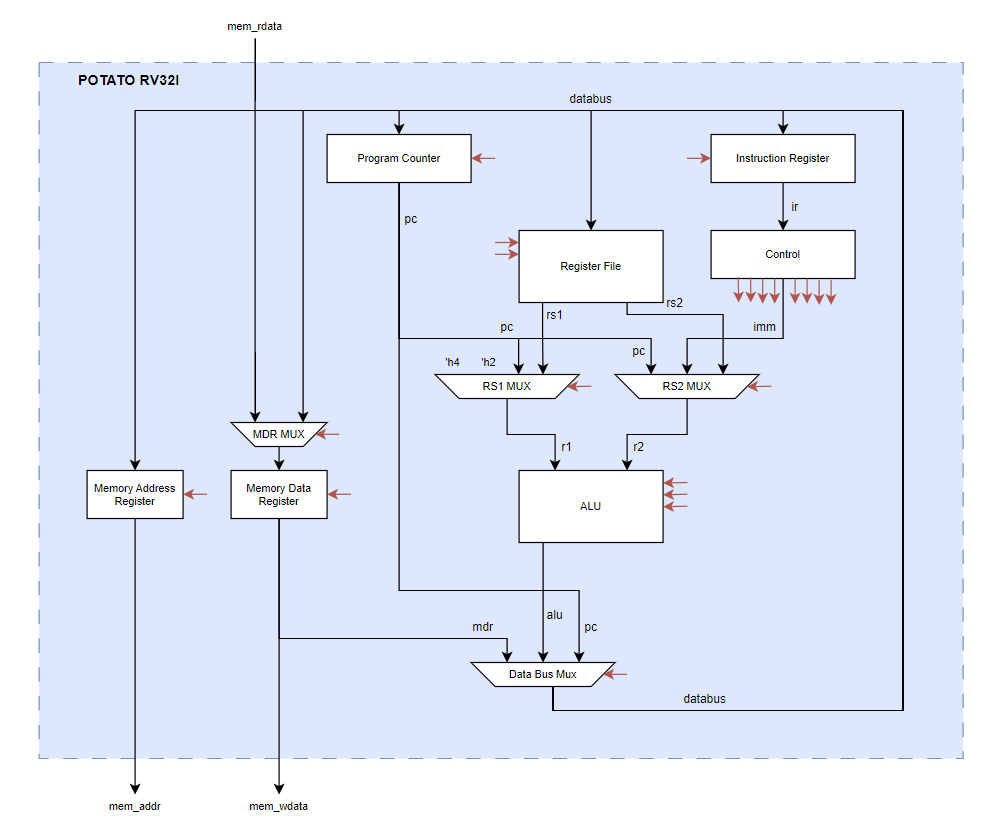 mem_rdata
POTATO RV32I
databus
Program Counter
Instruction Register
pc
ir
Register File
Control
rs1
rs2
pc
imm
pc
'h4
'h2
RS1 MUX
RS2 MUX
MDR MUX
r1
r2
Memory Address
Register
Memory Data
Register
ALU
alu
mdr
pc
Data Bus Mux
databus
mem_addr
mem_wdata